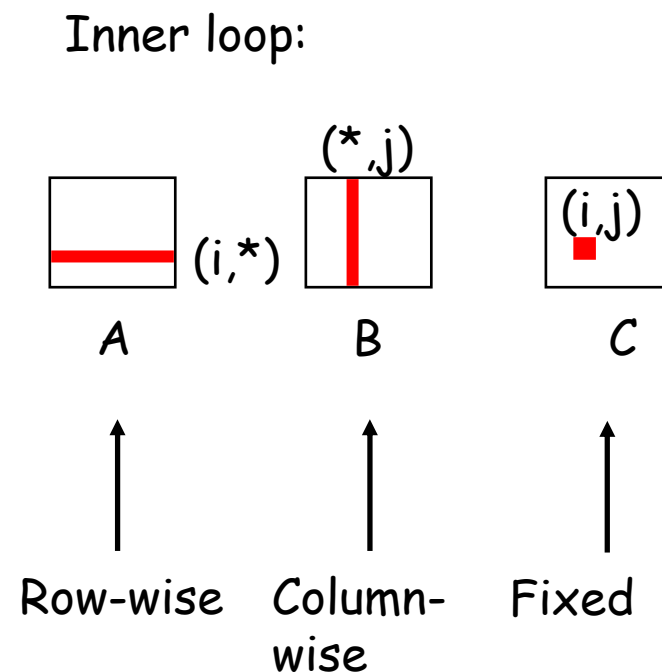 Inner loop:
(*,j)
(i,j)
(i,*)
A
B
C
Row-wise
Column-
wise
Fixed